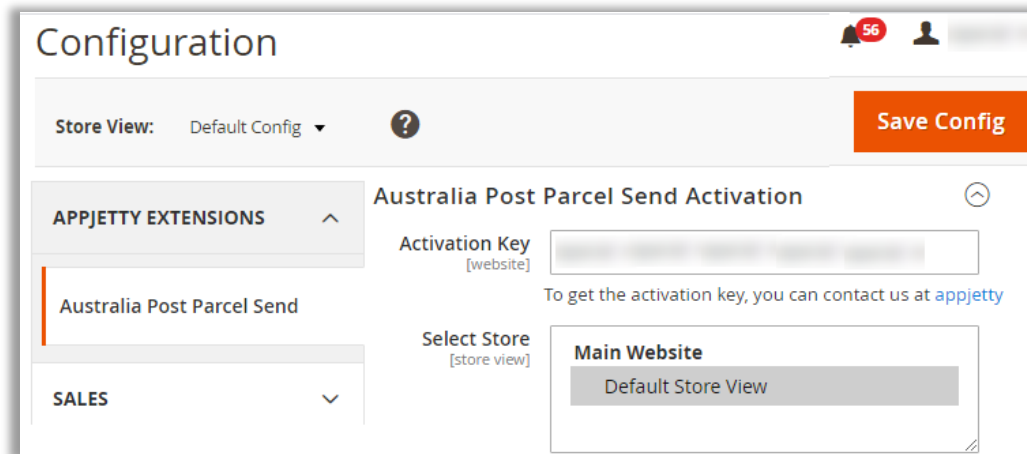 Configuration
56
Store View: Default Config
?
Save Config
APPJETTY EXTENSIONS
Australia Post Parcel Send
SALES
Australia Post Parcel Send Activation
Activation Key
[website]
To get the activation key, you can contact us at appjetty
Select Store
[store view]
Main Website
Default Store View